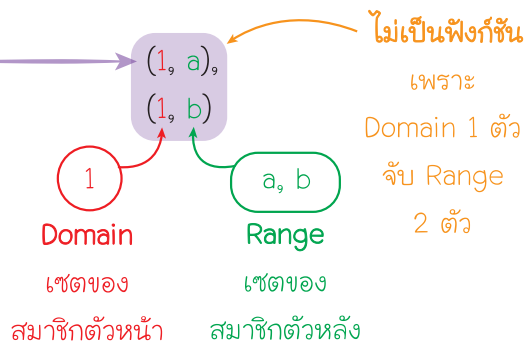 (1, a),
(1, b)
ไม่เป็นฟังก์ชัน
เพราะ
Domain 1 ตัว
จับ Range
2 ตัว
1
Domain
เซตของ
สมาชิกตัวหน้า
a, b
Range
เซตของ
สมาชิกตัวหลัง